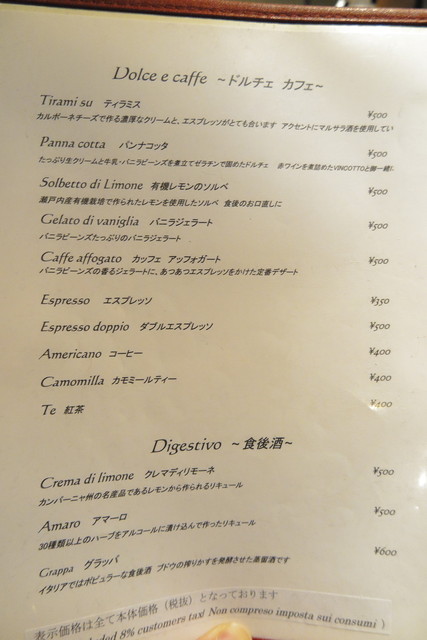 Dolce e caffe ~ドルチェ カフェ~
Tirami su ティラミス ¥500
カルボーネチーズで作る濃厚なクリームと、エスプレッソがとても合います アクセントにマルサラ酒を使用してい
Panna cotta パンナコッタ ¥500
たっぷり生クリームと牛乳・バニラビーンズを煮立てゼラチンで固めたドルチェ 赤ワインを煮詰めたVINCOTTOと御一緒に
Solbetto di Limone 有機レモンのソルベ ¥500
瀬戸内産有機栽培で作られたレモンを使用したソルベ 食後のお口直しに
Gelato di vaniglia バニラジェラート ¥500
バニラビーンズたっぷりのバニラジェラート
Caffe affogato カッフェ アッフォガート ¥500
バニラビーンズの香るジェラートに、あつあつエスプレッソをかけた定番デザート
Espresso エスプレッソ ¥350
Espresso doppio ダブルエスプレッソ ¥500
Americano コーヒー ¥400
Camomilla カモミールティー ¥400
Te 紅茶 ¥400
Digestivo ~食後酒~
Crema di limone クレマディリモーネ ¥500
カンパーニャ州の名産品であるレモンから作られるリキュール
Amaro アマーロ ¥500
30種類以上のハーブをアルコールに漬け込んで作ったリキュール
Grappa グラッパ ¥600
イタリアではポピュラーな食後酒 ブドウの搾りかすを発酵させた蒸留酒です
表示価格は全て本体価格（税抜）となっております
8% customers tax! Non compreso imposta sui consumi )